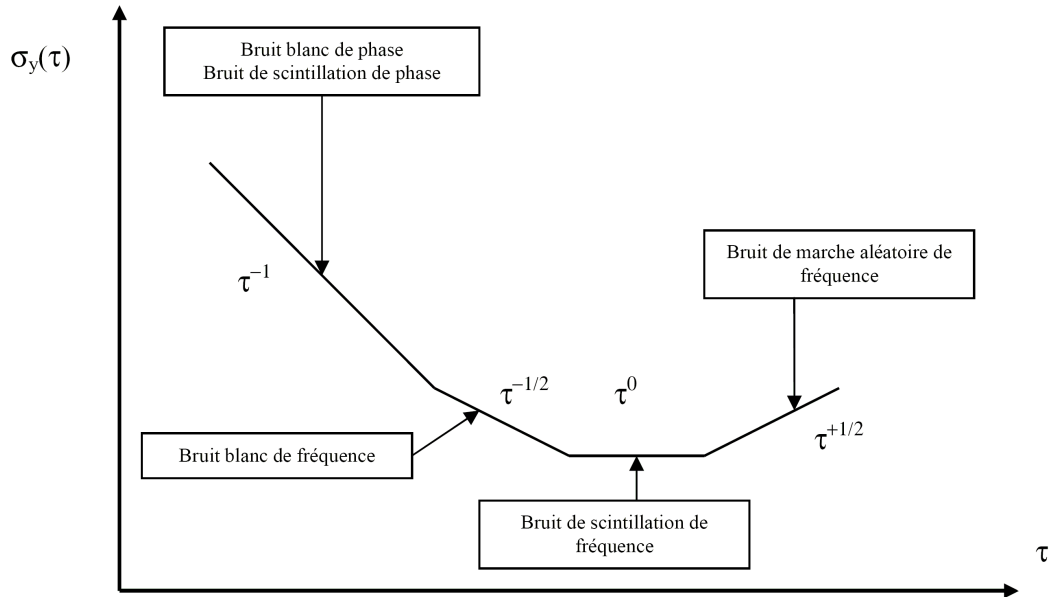 σy(τ)
Bruit blanc de phase
Bruit de scintillation de phase
τ−1
Bruit de marche aléatoire de
fréquence
τ−1/2
τ0
τ+1/2
Bruit blanc de fréquence
Bruit de scintillation de
fréquence
τ